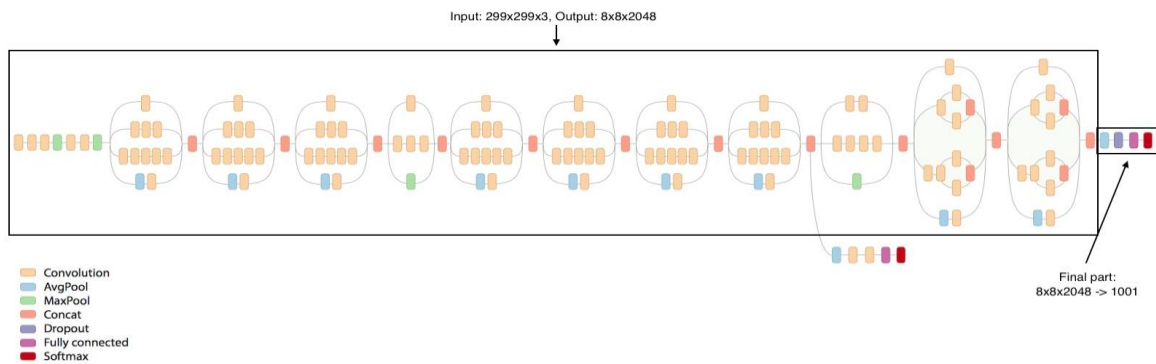 Input: 299x299x3, Output: 8x8x2048
Convolution
AvgPool
MaxPool
Concat
Dropout
Fully connected
Softmax
Final part:
8x8x2048 -> 1001